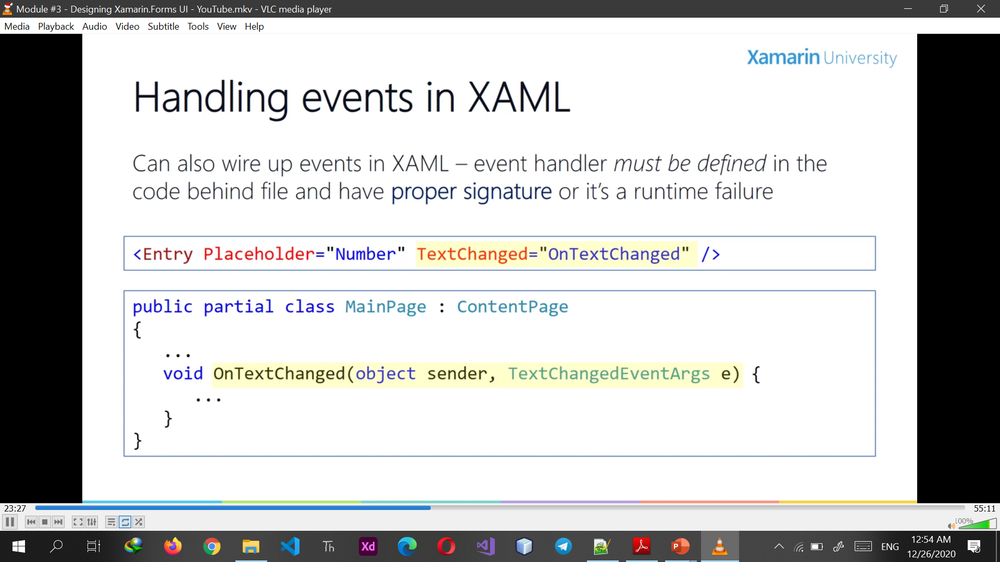 Module #3 - Designing Xamarin.Forms UI - YouTube.mkv - VLC media player
Media Playback Audio Video Subtitle Tools View Help
Xamarin University
Handling events in XAML
Can also wire up events in XAML – event handler must be defined in the
code behind file and have proper signature or it's a runtime failure
<Entry Placeholder="Number" TextChanged="OnTextChanged" />
public partial class MainPage : ContentPage
{
...
void OnTextChanged(object sender, TextChangedEventArgs e) {
...
}
}
23:27
55:11
100%
Th
Xd
P
ENG
12:54 AM
12/26/2020